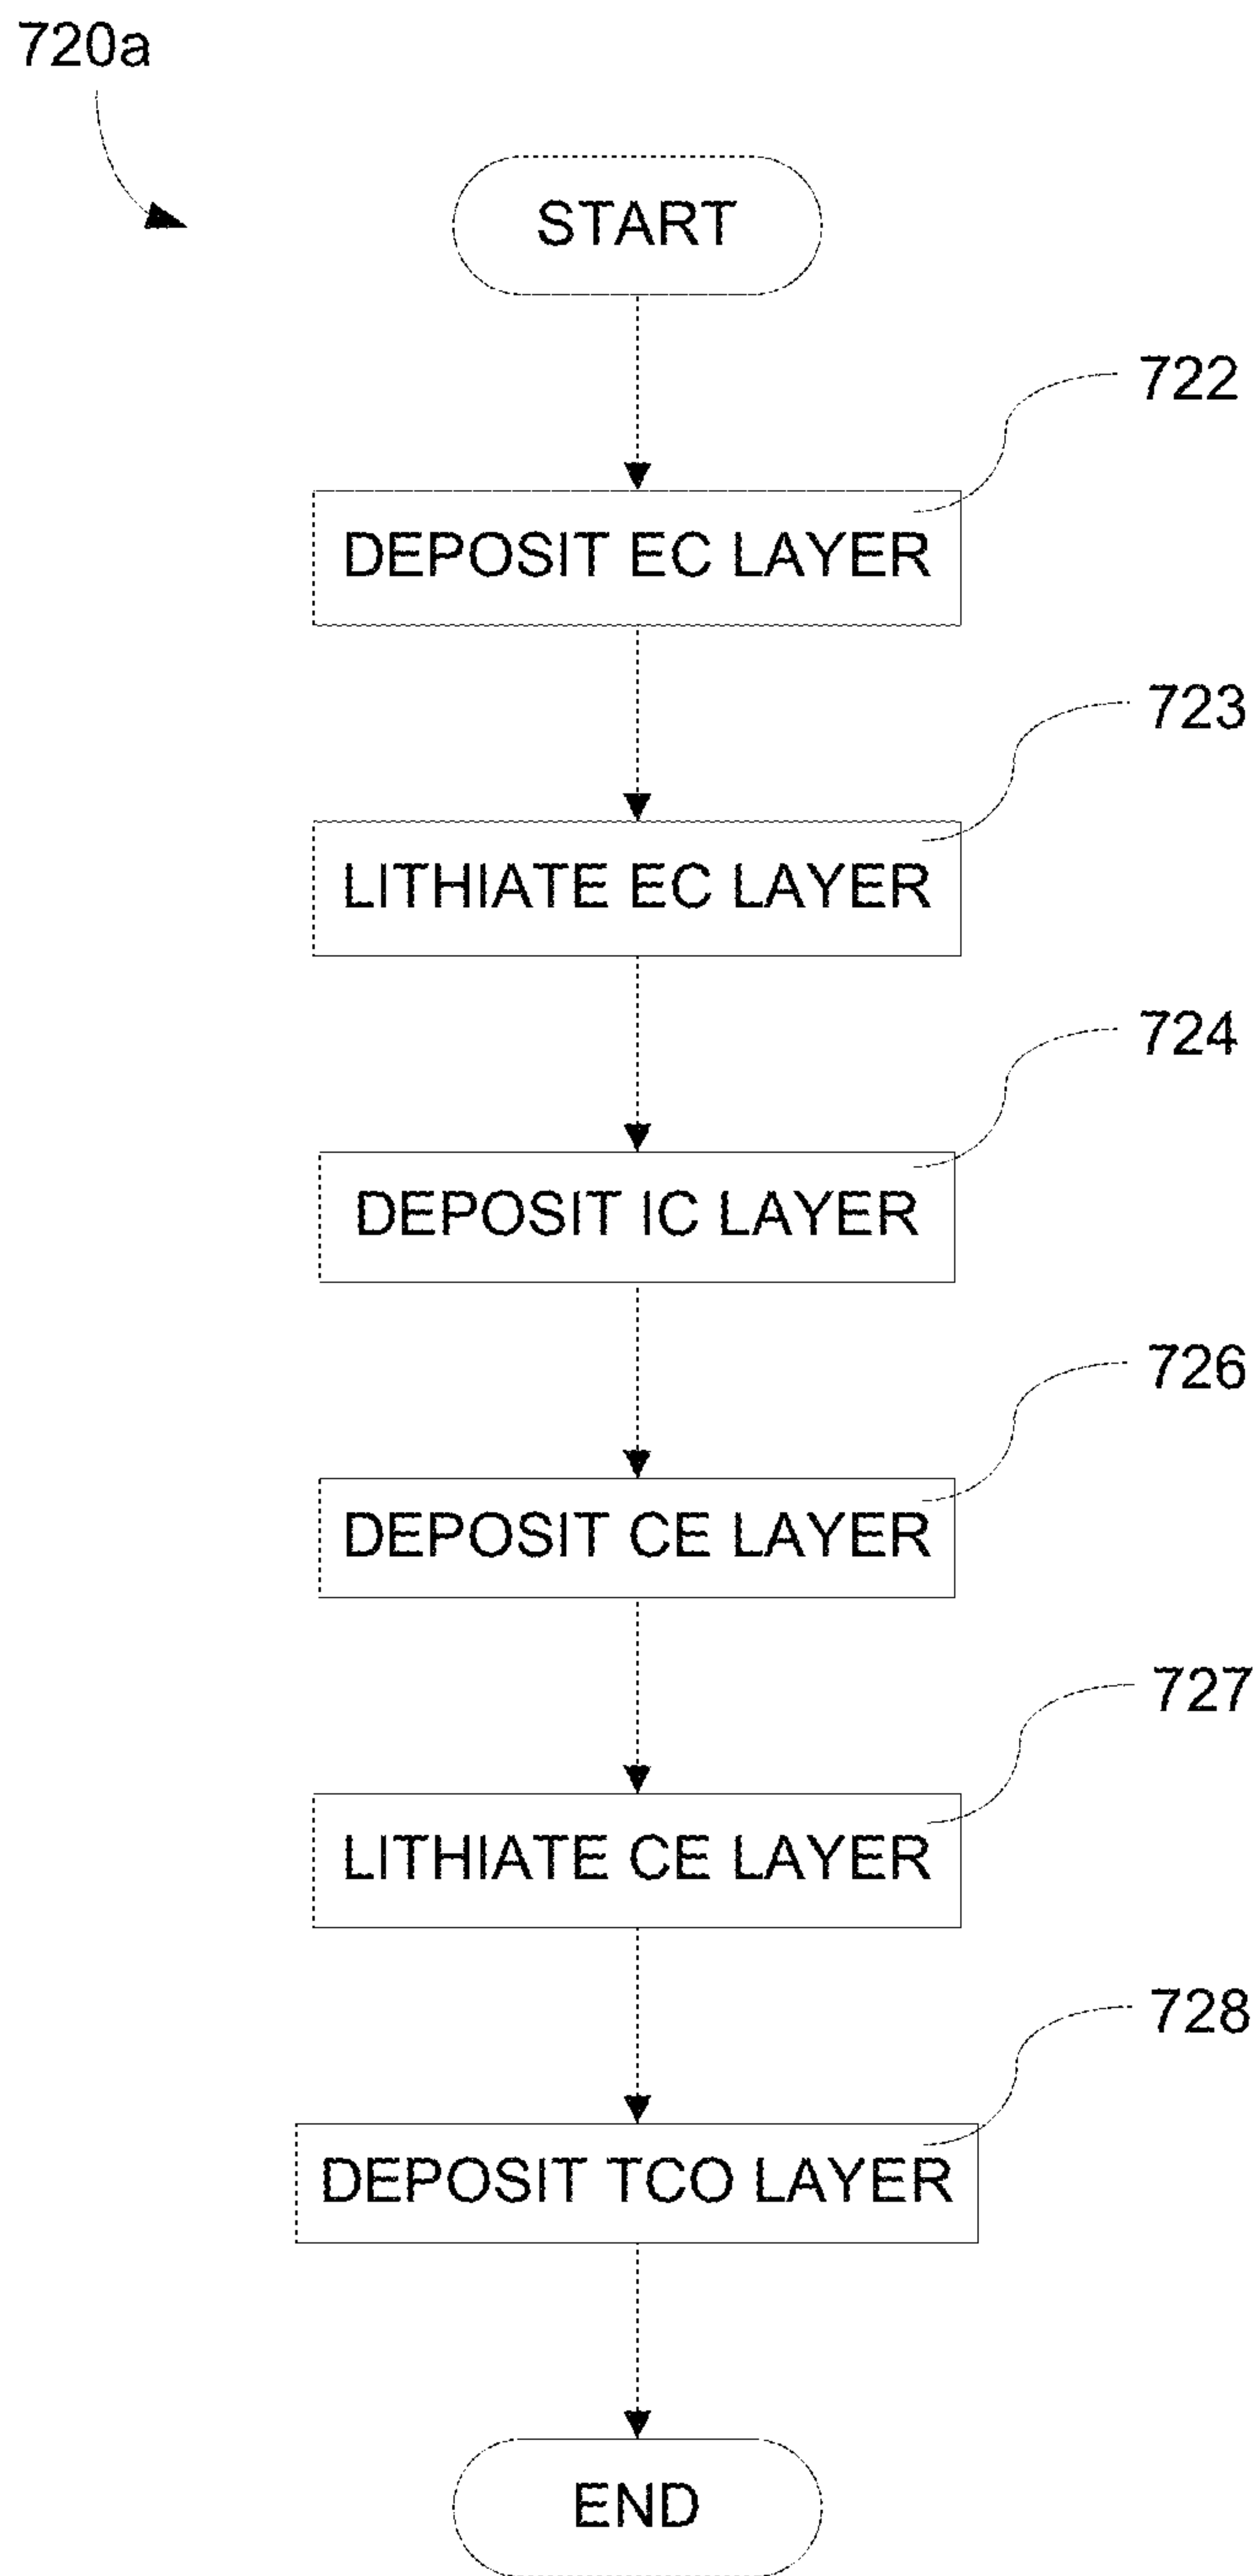 720a
START
722
DEPOSIT EC LAYER
723
LITHIATE EC LAYER
724
DEPOSIT IC LAYER
726
DEPOSIT CE LAYER
727
LITHIATE CE LAYER
728
DEPOSIT TCO LAYER
END